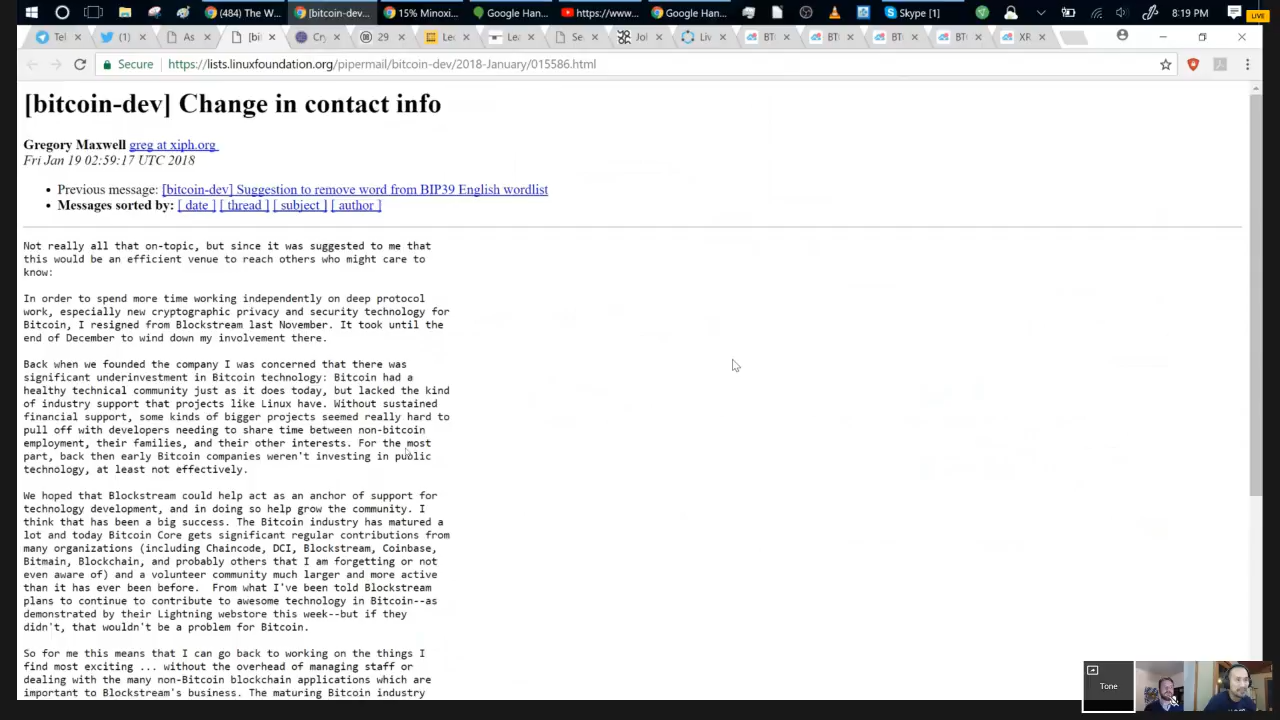 (484) The W...
[bitcoin-dev...
15% Minoxi...
Google Han...
https://www...
Google Han...
Skype [1]
8:19 PM
LIVE
Tel
(1)
As
[bi
Cry
29
Le
Lea
Se
Jol
Liv
BT
BT
BT
BT
XR
Secure
https://lists.linuxfoundation.org/pipermail/bitcoin-dev/2018-January/015586.html
[bitcoin-dev] Change in contact info
Gregory Maxwell greg at xiph.org
Fri Jan 19 02:59:17 UTC 2018
• Previous message: [bitcoin-dev] Suggestion to remove word from BIP39 English wordlist
• Messages sorted by: [ date ] [ thread ] [ subject ] [ author ]
Not really all that on-topic, but since it was suggested to me that
this would be an efficient venue to reach others who might care to
know:
In order to spend more time working independently on deep protocol
work, especially new cryptographic privacy and security technology for
Bitcoin, I resigned from Blockstream last November. It took until the
end of December to wind down my involvement there.
Back when we founded the company I was concerned that there was
significant underinvestment in Bitcoin technology: Bitcoin had a
healthy technical community just as it does today, but lacked the kind
of industry support that projects like Linux have. Without sustained
financial support, some kinds of bigger projects seemed really hard to
pull off with developers needing to share time between non-bitcoin
employment, their families, and their other interests. For the most
part, back then early Bitcoin companies weren't investing in public
technology, at least not effectively.
We hoped that Blockstream could help act as an anchor of support for
technology development, and in doing so help grow the community. I
think that has been a big success. The Bitcoin industry has matured a
lot and today Bitcoin Core gets significant regular contributions from
many organizations (including Chaincode, DCI, Blockstream, Coinbase,
Bitmain, Blockchain, and probably others that I am forgetting or not
even aware of) and a volunteer community much larger and more active
than it has ever been before.  From what I've been told Blockstream
plans to continue to contribute to awesome technology in Bitcoin--as
demonstrated by their Lightning webstore this week--but if they
didn't, that wouldn't be a problem for Bitcoin.
So for me this means that I can go back to working on the things I
find most exciting ... without the overhead of managing staff or
dealing with the many non-Bitcoin blockchain applications which are
important to Blockstream's business. The maturing Bitcoin industry
Tone